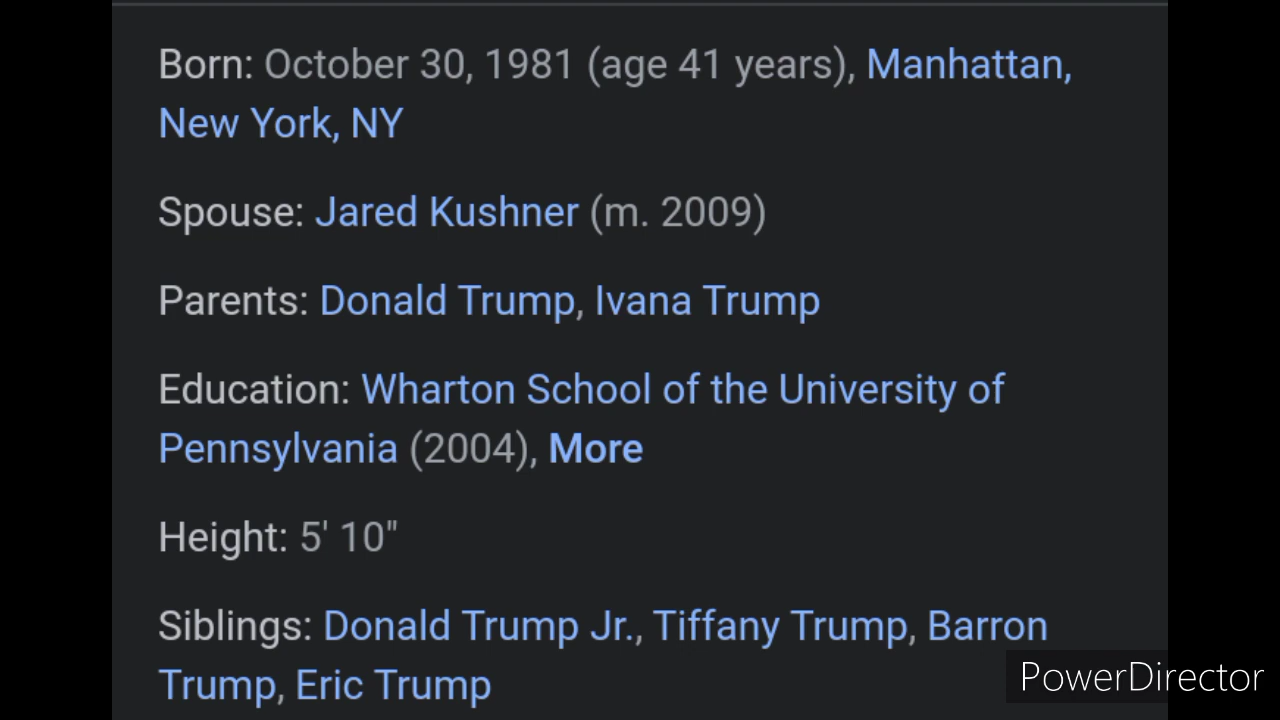 Born: October 30, 1981 (age 41 years), Manhattan,
New York, NY
Spouse: Jared Kushner (m. 2009)
Parents: Donald Trump, Ivana Trump
Education: Wharton School of the University of
Pennsylvania (2004), More
Height: 5' 10"
Siblings: Donald Trump Jr., Tiffany Trump, Barron
Trump, Eric Trump
PowerDirector